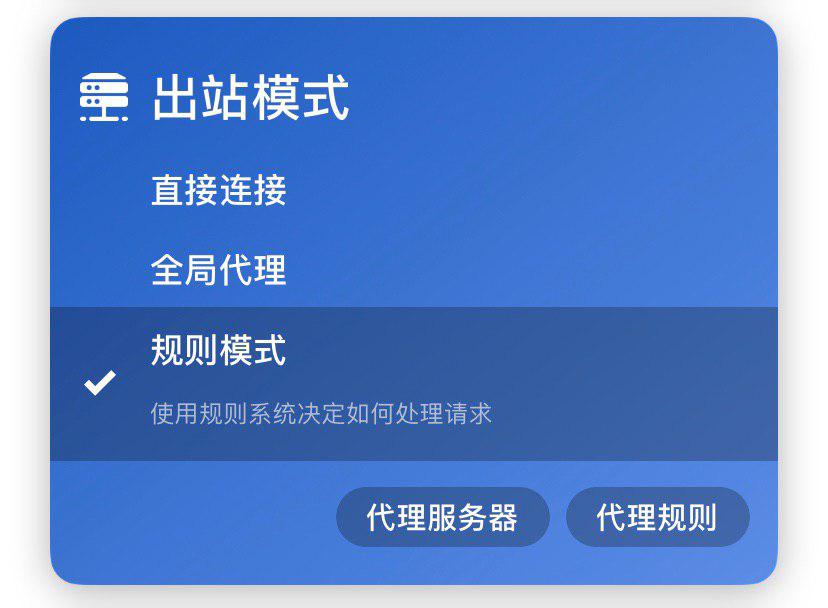 出站模式
直接连接
全局代理
规则模式
使用规则系统决定如何处理请求
代理服务器
代理规则